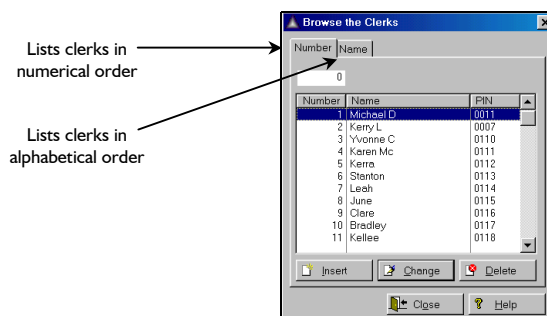 Browse the Clerks
Number Name
Lists clerks in
numerical order
0
Number Name PIN
1 Michael D 0011
2 Kerry L 0007
3 Yvonne C 0110
4 Karen Mc 0111
5 Kerra 0112
6 Stanton 0113
7 Leah 0114
8 June 0115
9 Clare 0116
10 Bradley 0117
11 Kellee 0118
Lists clerks in
alphabetical order
Insert Change Delete
Close Help